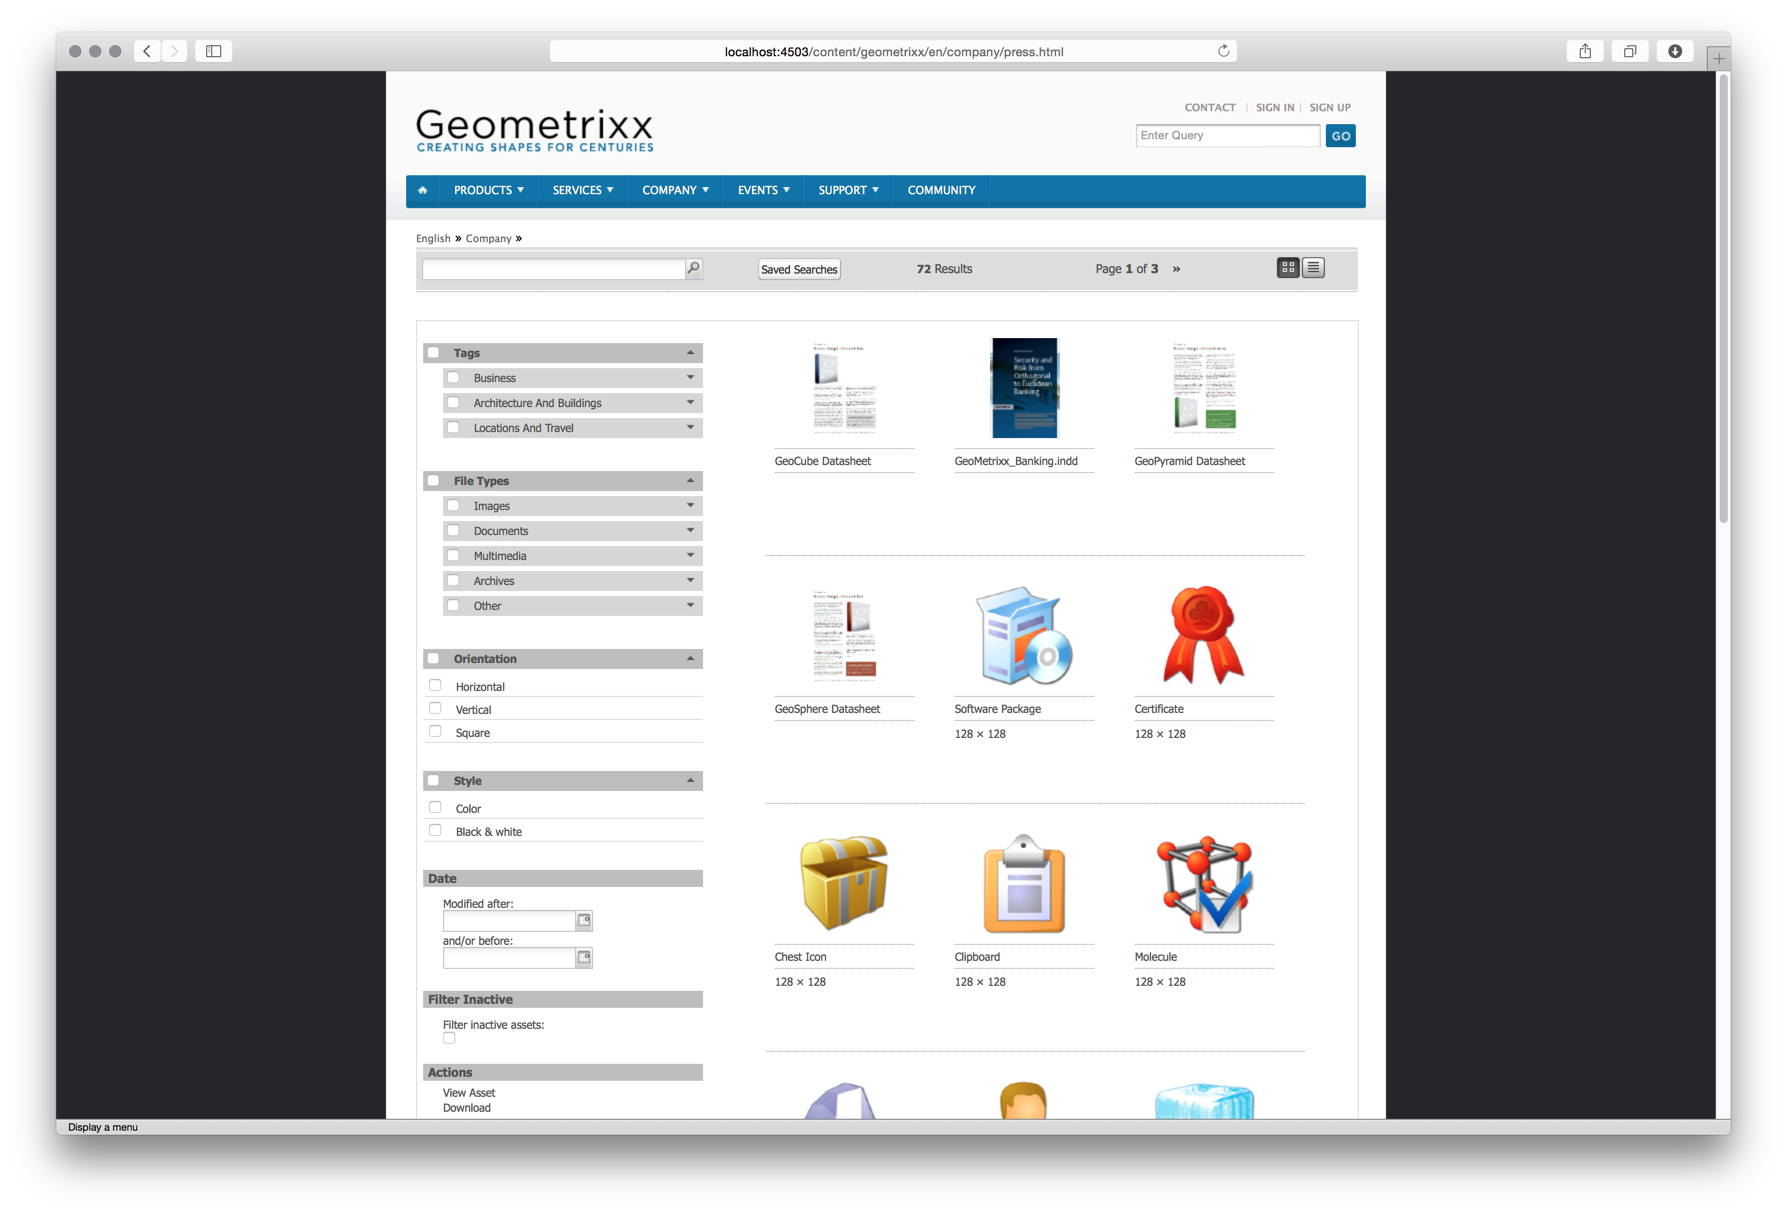 localhost:4503/content/geometrixx/en/company/press.html
CONTACT | SIGN IN | SIGN UP
Geometrixx
CREATING SHAPES FOR CENTURIES
Enter Query
GO
PRODUCTS
SERVICES
COMPANY
EVENTS
SUPPORT
COMMUNITY
English » Company »
Saved Searches
72 Results
Page 1 of 3 »
Tags
Business
Architecture And Buildings
Locations And Travel
File Types
Images
Documents
Multimedia
Archives
Other
Orientation
Horizontal
Vertical
Square
Style
Color
Black & white
Date
Modified after:
and/or before:
Filter Inactive
Filter inactive assets:
Actions
View Asset
Download
Security and
Risk from
Orthogonal
to Euclidean
Banking
GeoCube Datasheet
GeoMetrixx_Banking.indd
GeoPyramid Datasheet
GeoSphere Datasheet
Software Package
Certificate
128 × 128
128 × 128
Chest Icon
Clipboard
Molecule
128 × 128
128 × 128
128 × 128
Display a menu